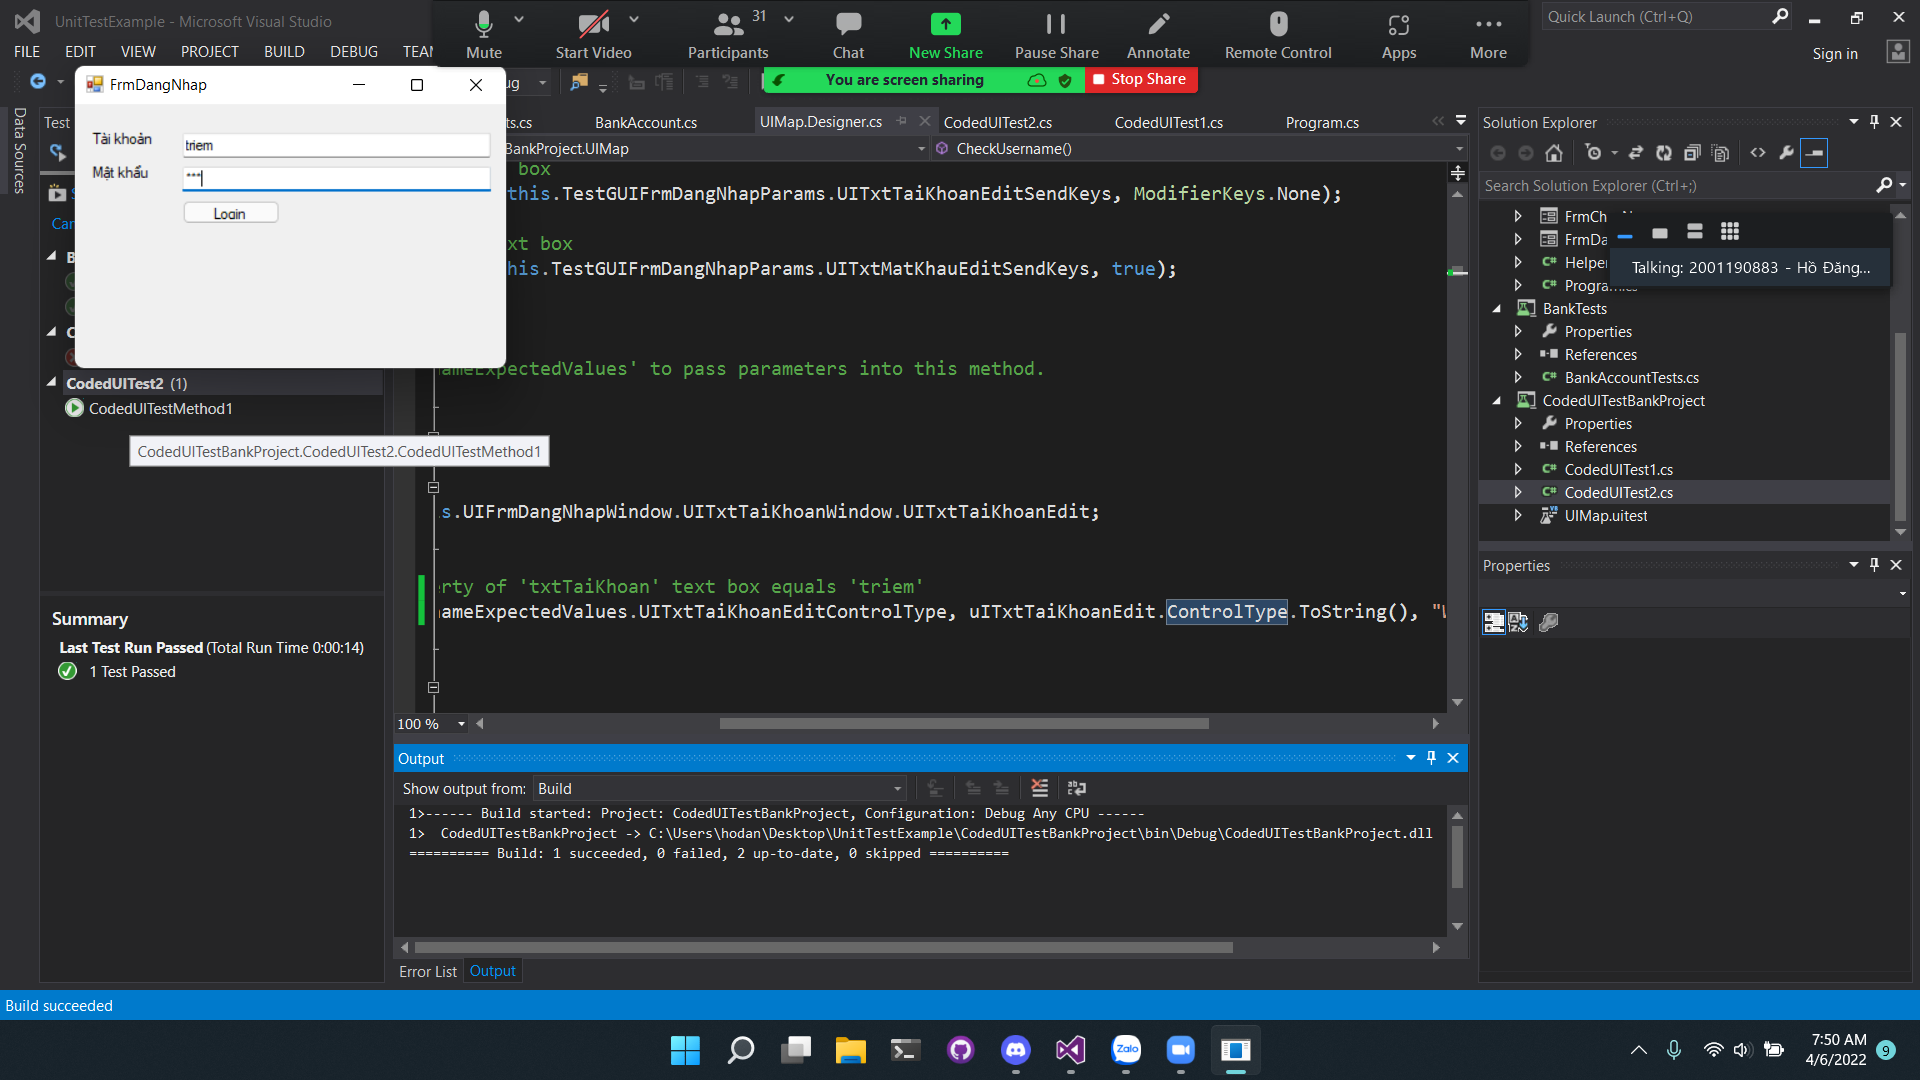 UnitTestExample - Microsoft Visual Studio
Mute
Start Video
31
Participants
Chat
New Share
Pause Share
Annotate
Remote Control
Apps
More
Quick Launch (Ctrl+Q)
FILE EDIT VIEW PROJECT BUILD DEBUG
Sign in
You are screen sharing
Stop Share
FrmDangNhap
Tài khoản
triem
Mật khẩu
***
Login
Data Sources
Test
BankAccount.cs
UIMap.Designer.cs
CodedUITest2.cs
CodedUITest1.cs
Program.cs
BankProject.UIMap
CheckUsername()
box
this.TestGUIFrmDangNhapParams.UITxtTaiKhoanEditSendKeys, ModifierKeys.None);
xt box
his.TestGUIFrmDangNhapParams.UITxtMatKhauEditSendKeys, true);
nameExpectedValues' to pass parameters into this method.
CodedUITest2 (1)
CodedUITestMethod1
CodedUITestBankProject.CodedUITest2.CodedUITestMethod1
s.UIFrmDangNhapWindow.UITxtTaiKhoanWindow.UITxtTaiKhoanEdit;
erty of 'txtTaiKhoan' text box equals 'triem'
nameExpectedValues.UITxtTaiKhoanEditControlType, uITxtTaiKhoanEdit.ControlType.ToString(), "
Summary
Last Test Run Passed (Total Run Time 0:00:14)
1 Test Passed
100 %
Output
Show output from: Build
1>------ Build started: Project: CodedUITestBankProject, Configuration: Debug Any CPU ------
1>  CodedUITestBankProject -> C:\Users\hodan\Desktop\UnitTestExample\CodedUITestBankProject\bin\Debug\CodedUITestBankProject.dll
========== Build: 1 succeeded, 0 failed, 2 up-to-date, 0 skipped ==========
Error List
Output
Solution Explorer
Search Solution Explorer (Ctrl+;)
FrmCh
FrmDa
Helper
Talking: 2001190883 - Hồ Đăng...
BankTests
Properties
References
BankAccountTests.cs
CodedUITestBankProject
Properties
References
CodedUITest1.cs
CodedUITest2.cs
UIMap.uitest
Properties
Build succeeded
Zalo
7:50 AM
4/6/2022
9